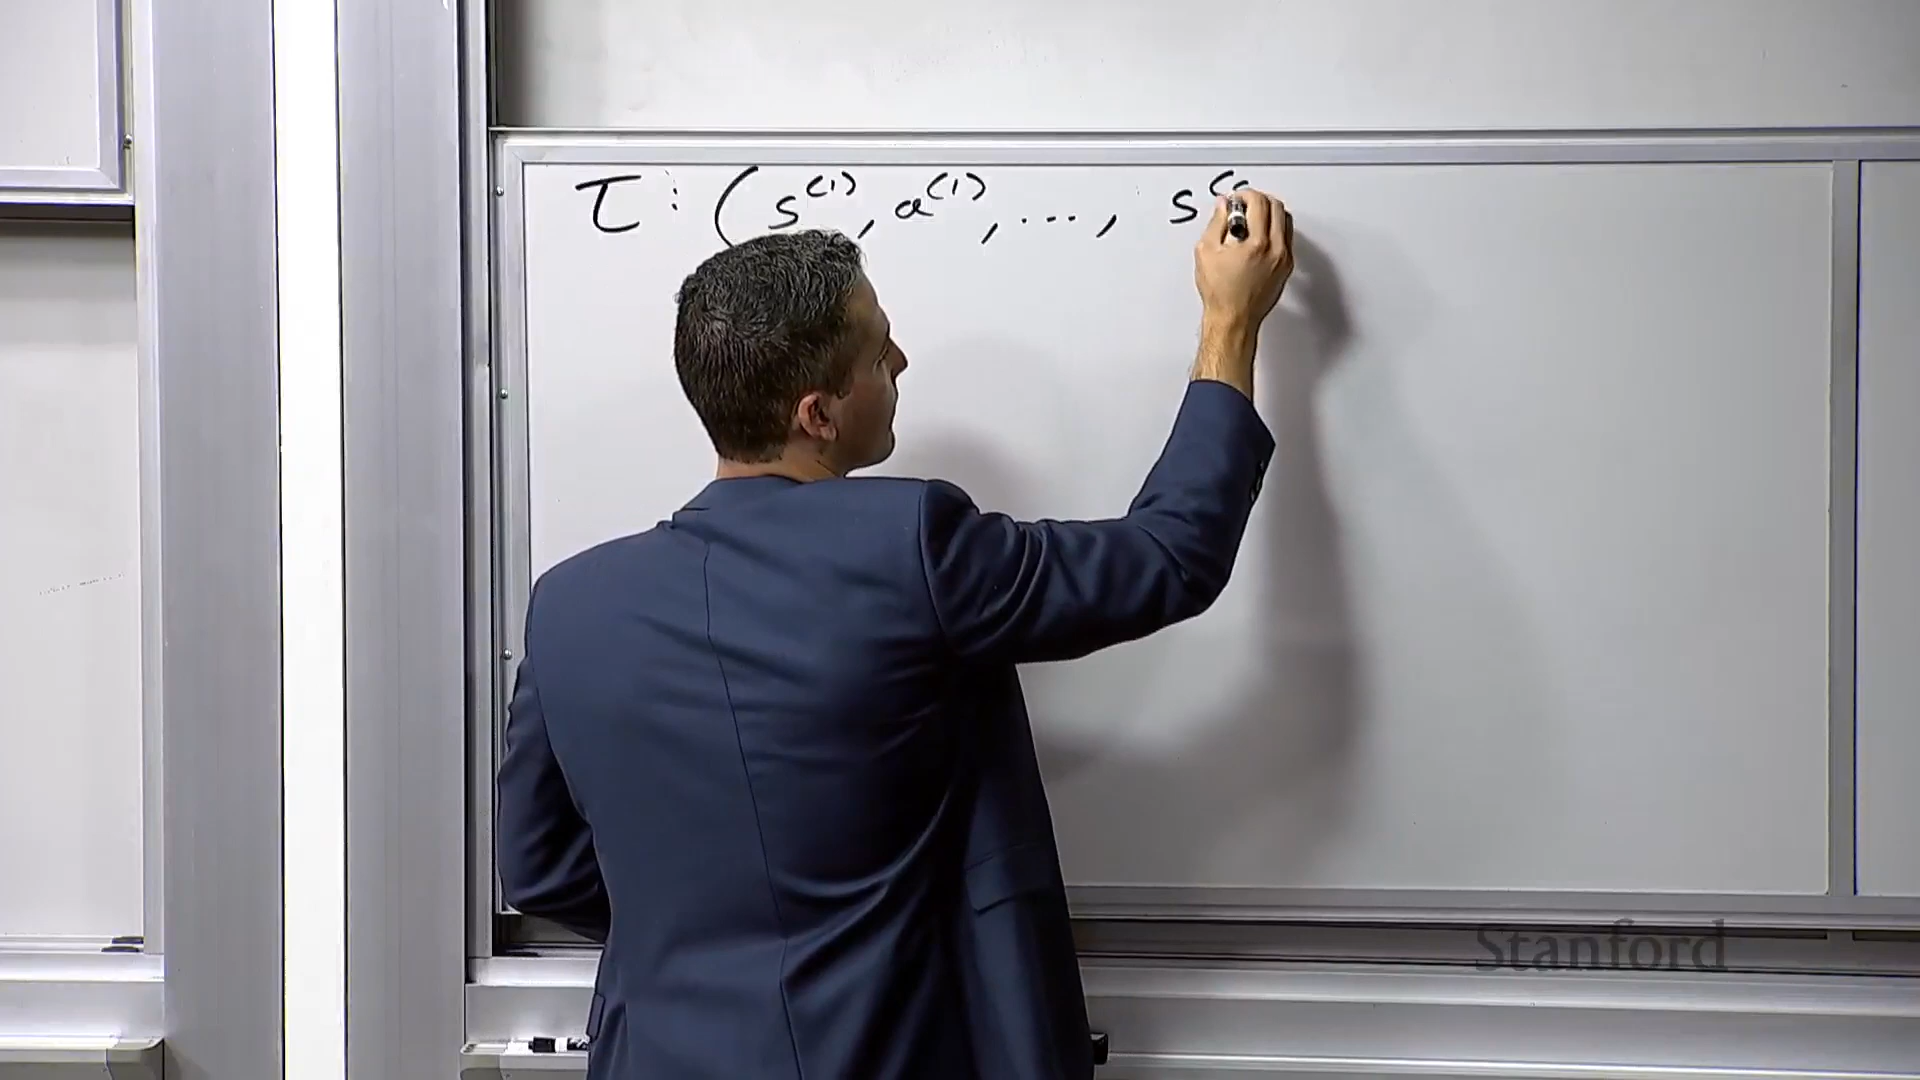 τ : ( s⁽¹⁾, a⁽¹⁾, ..., s⁽
Stanford